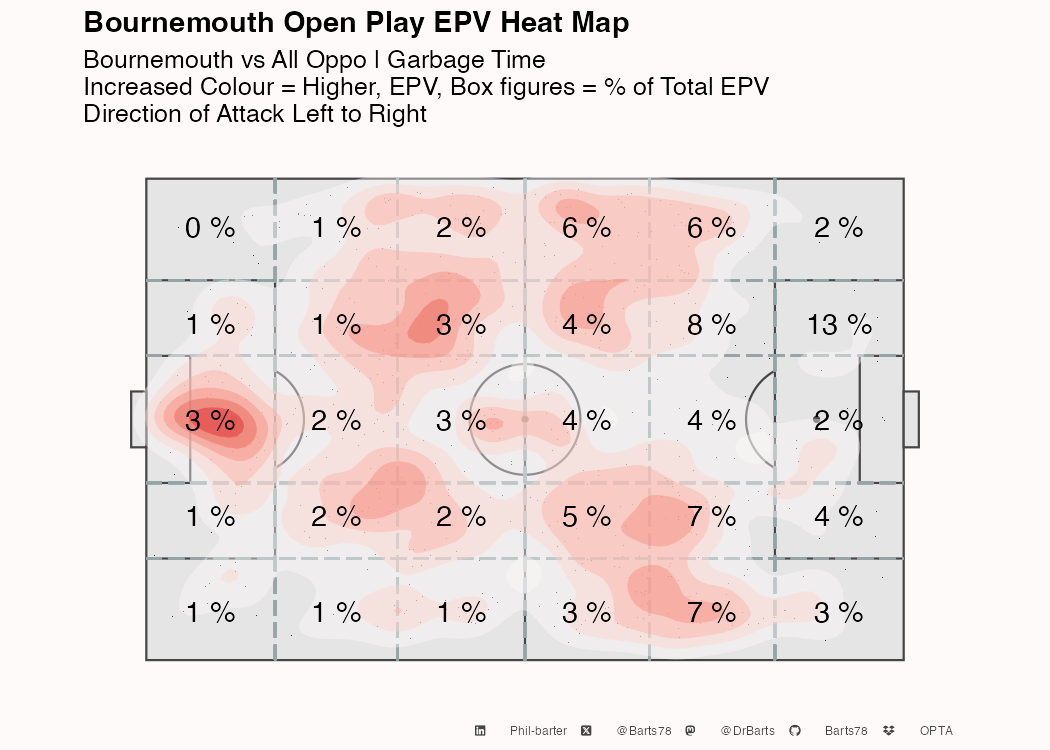 Bournemouth Open Play EPV Heat Map
Bournemouth vs All Oppo | Garbage Time
Increased Colour = Higher, EPV, Box figures = % of Total EPV
Direction of Attack Left to Right
0 % 1 % 2 % 6 % 6 % 2 %
1 % 1 % 3 % 4 % 8 % 13 %
3 % 2 % 3 % 4 % 4 % 2 %
1 % 2 % 2 % 5 % 7 % 4 %
1 % 1 % 1 % 3 % 7 % 3 %
Phil-barter @Barts78 @DrBarts Barts78 OPTA